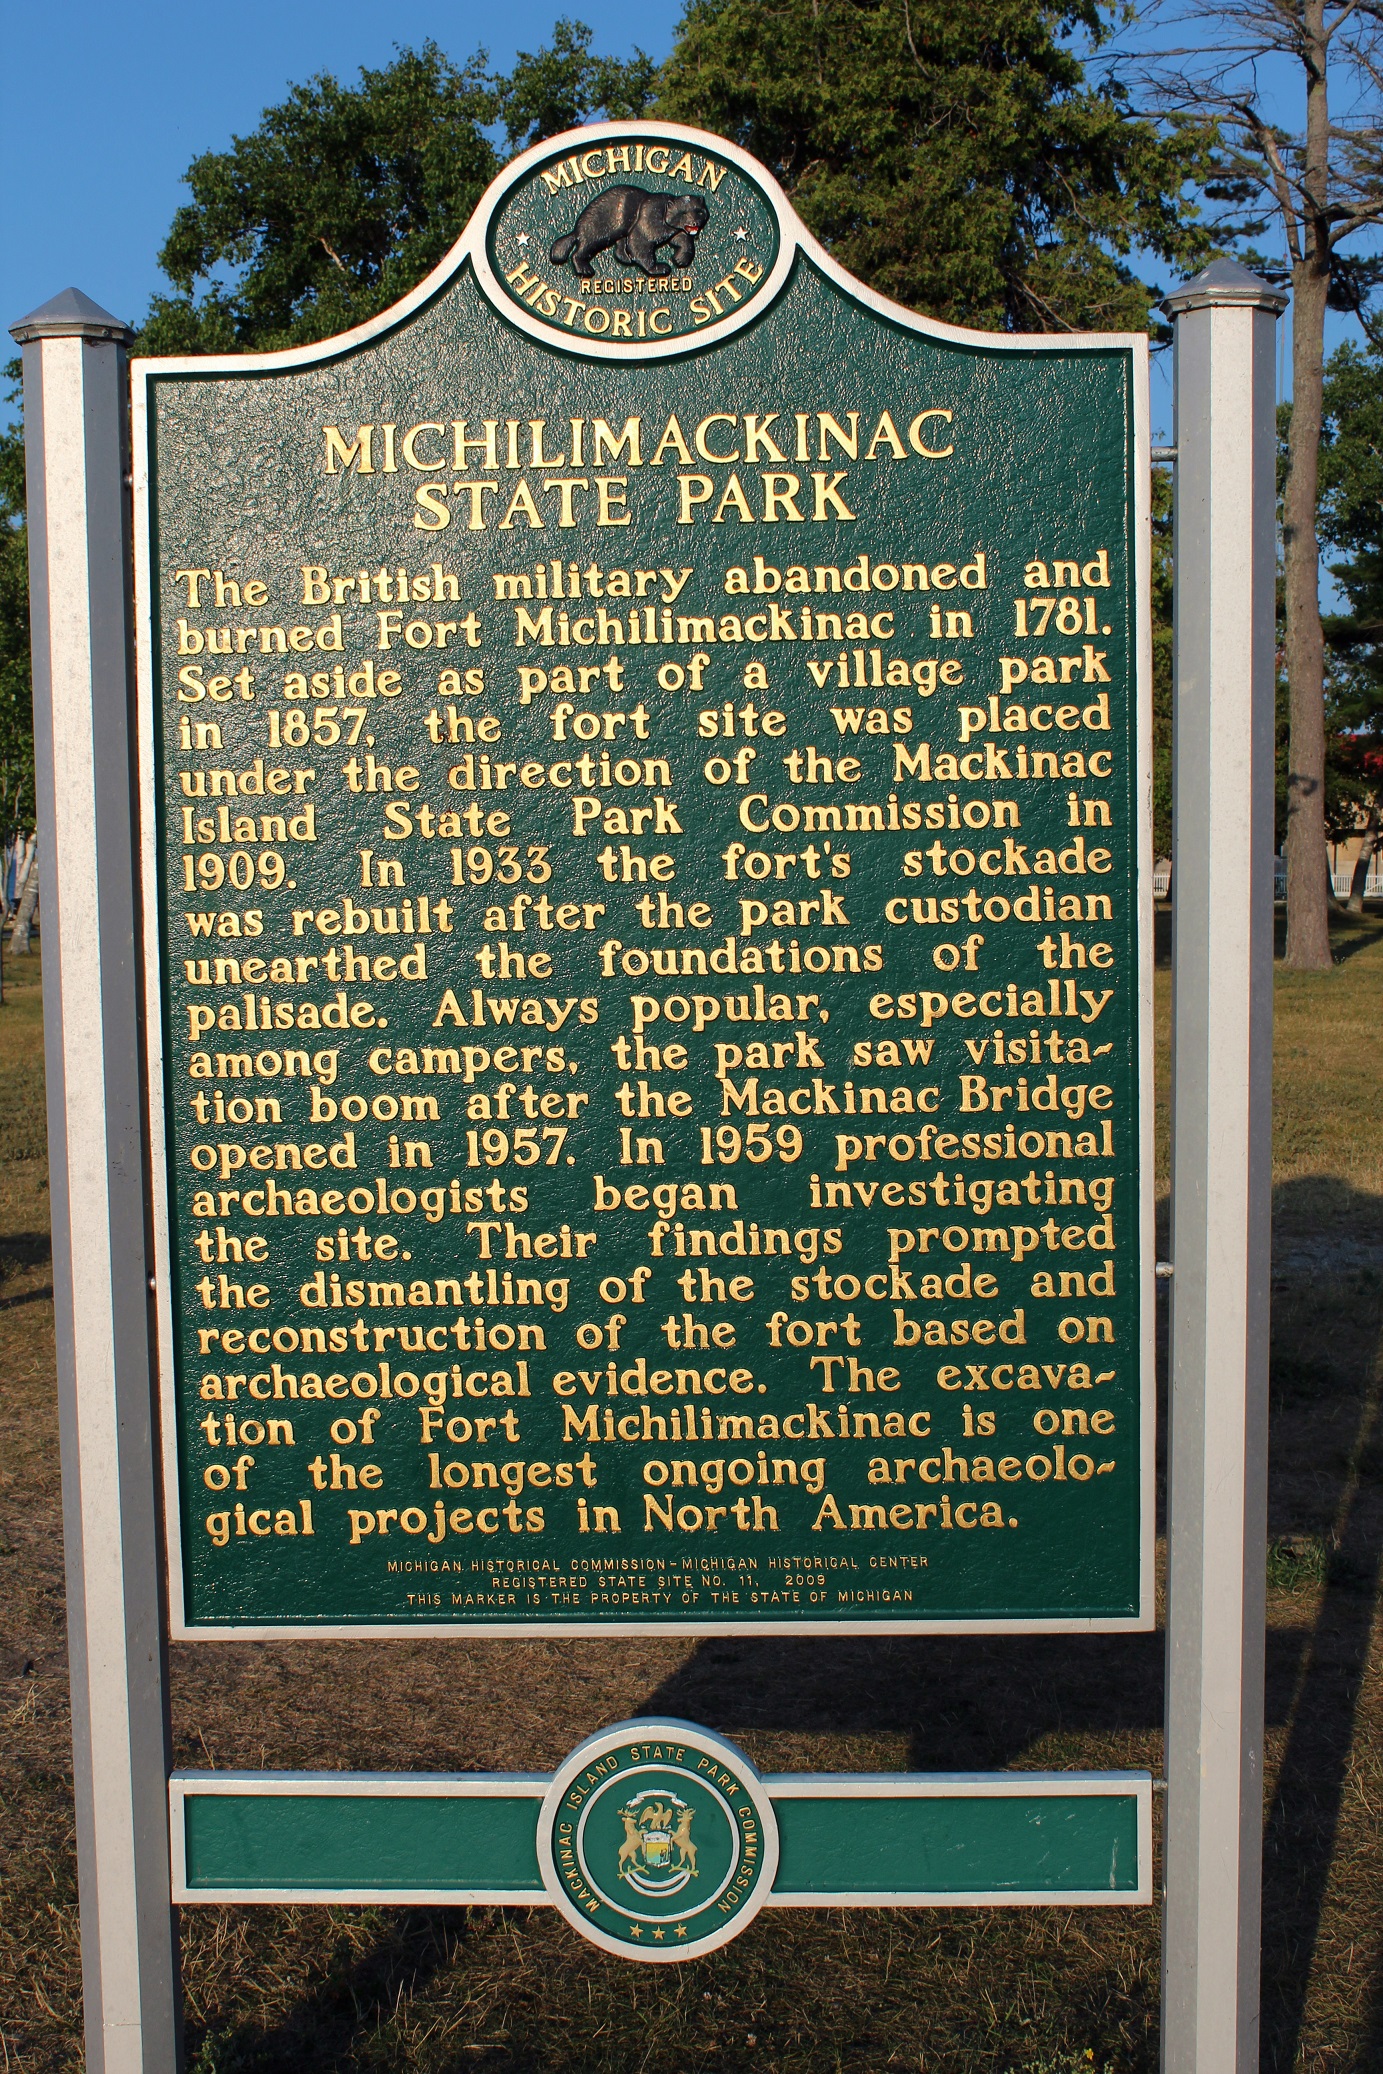 MICHIGAN
REGISTERED
HISTORIC SITE
MICHILIMACKINAC
STATE PARK
The British military abandoned and
burned Fort Michilimackinac in 1781.
Set aside as part of a village park
in 1857, the fort site was placed
under the direction of the Mackinac
Island State Park Commission in
1909. In 1933 the fort's stockade
was rebuilt after the park custodian
unearthed the foundations of the
palisade. Always popular, especially
among campers, the park saw visita-
tion boom after the Mackinac Bridge
opened in 1957. In 1959 professional
archaeologists began investigating
the site. Their findings prompted
the dismantling of the stockade and
reconstruction of the fort based on
archaeological evidence. The excava-
tion of Fort Michilimackinac is one
of the longest ongoing archaeolo-
gical projects in North America.
MICHIGAN HISTORICAL COMMISSION - MICHIGAN HISTORICAL CENTER
REGISTERED STATE SITE NO. 11, 2009
THIS MARKER IS THE PROPERTY OF THE STATE OF MICHIGAN
MACKINAC ISLAND STATE PARK COMMISSION